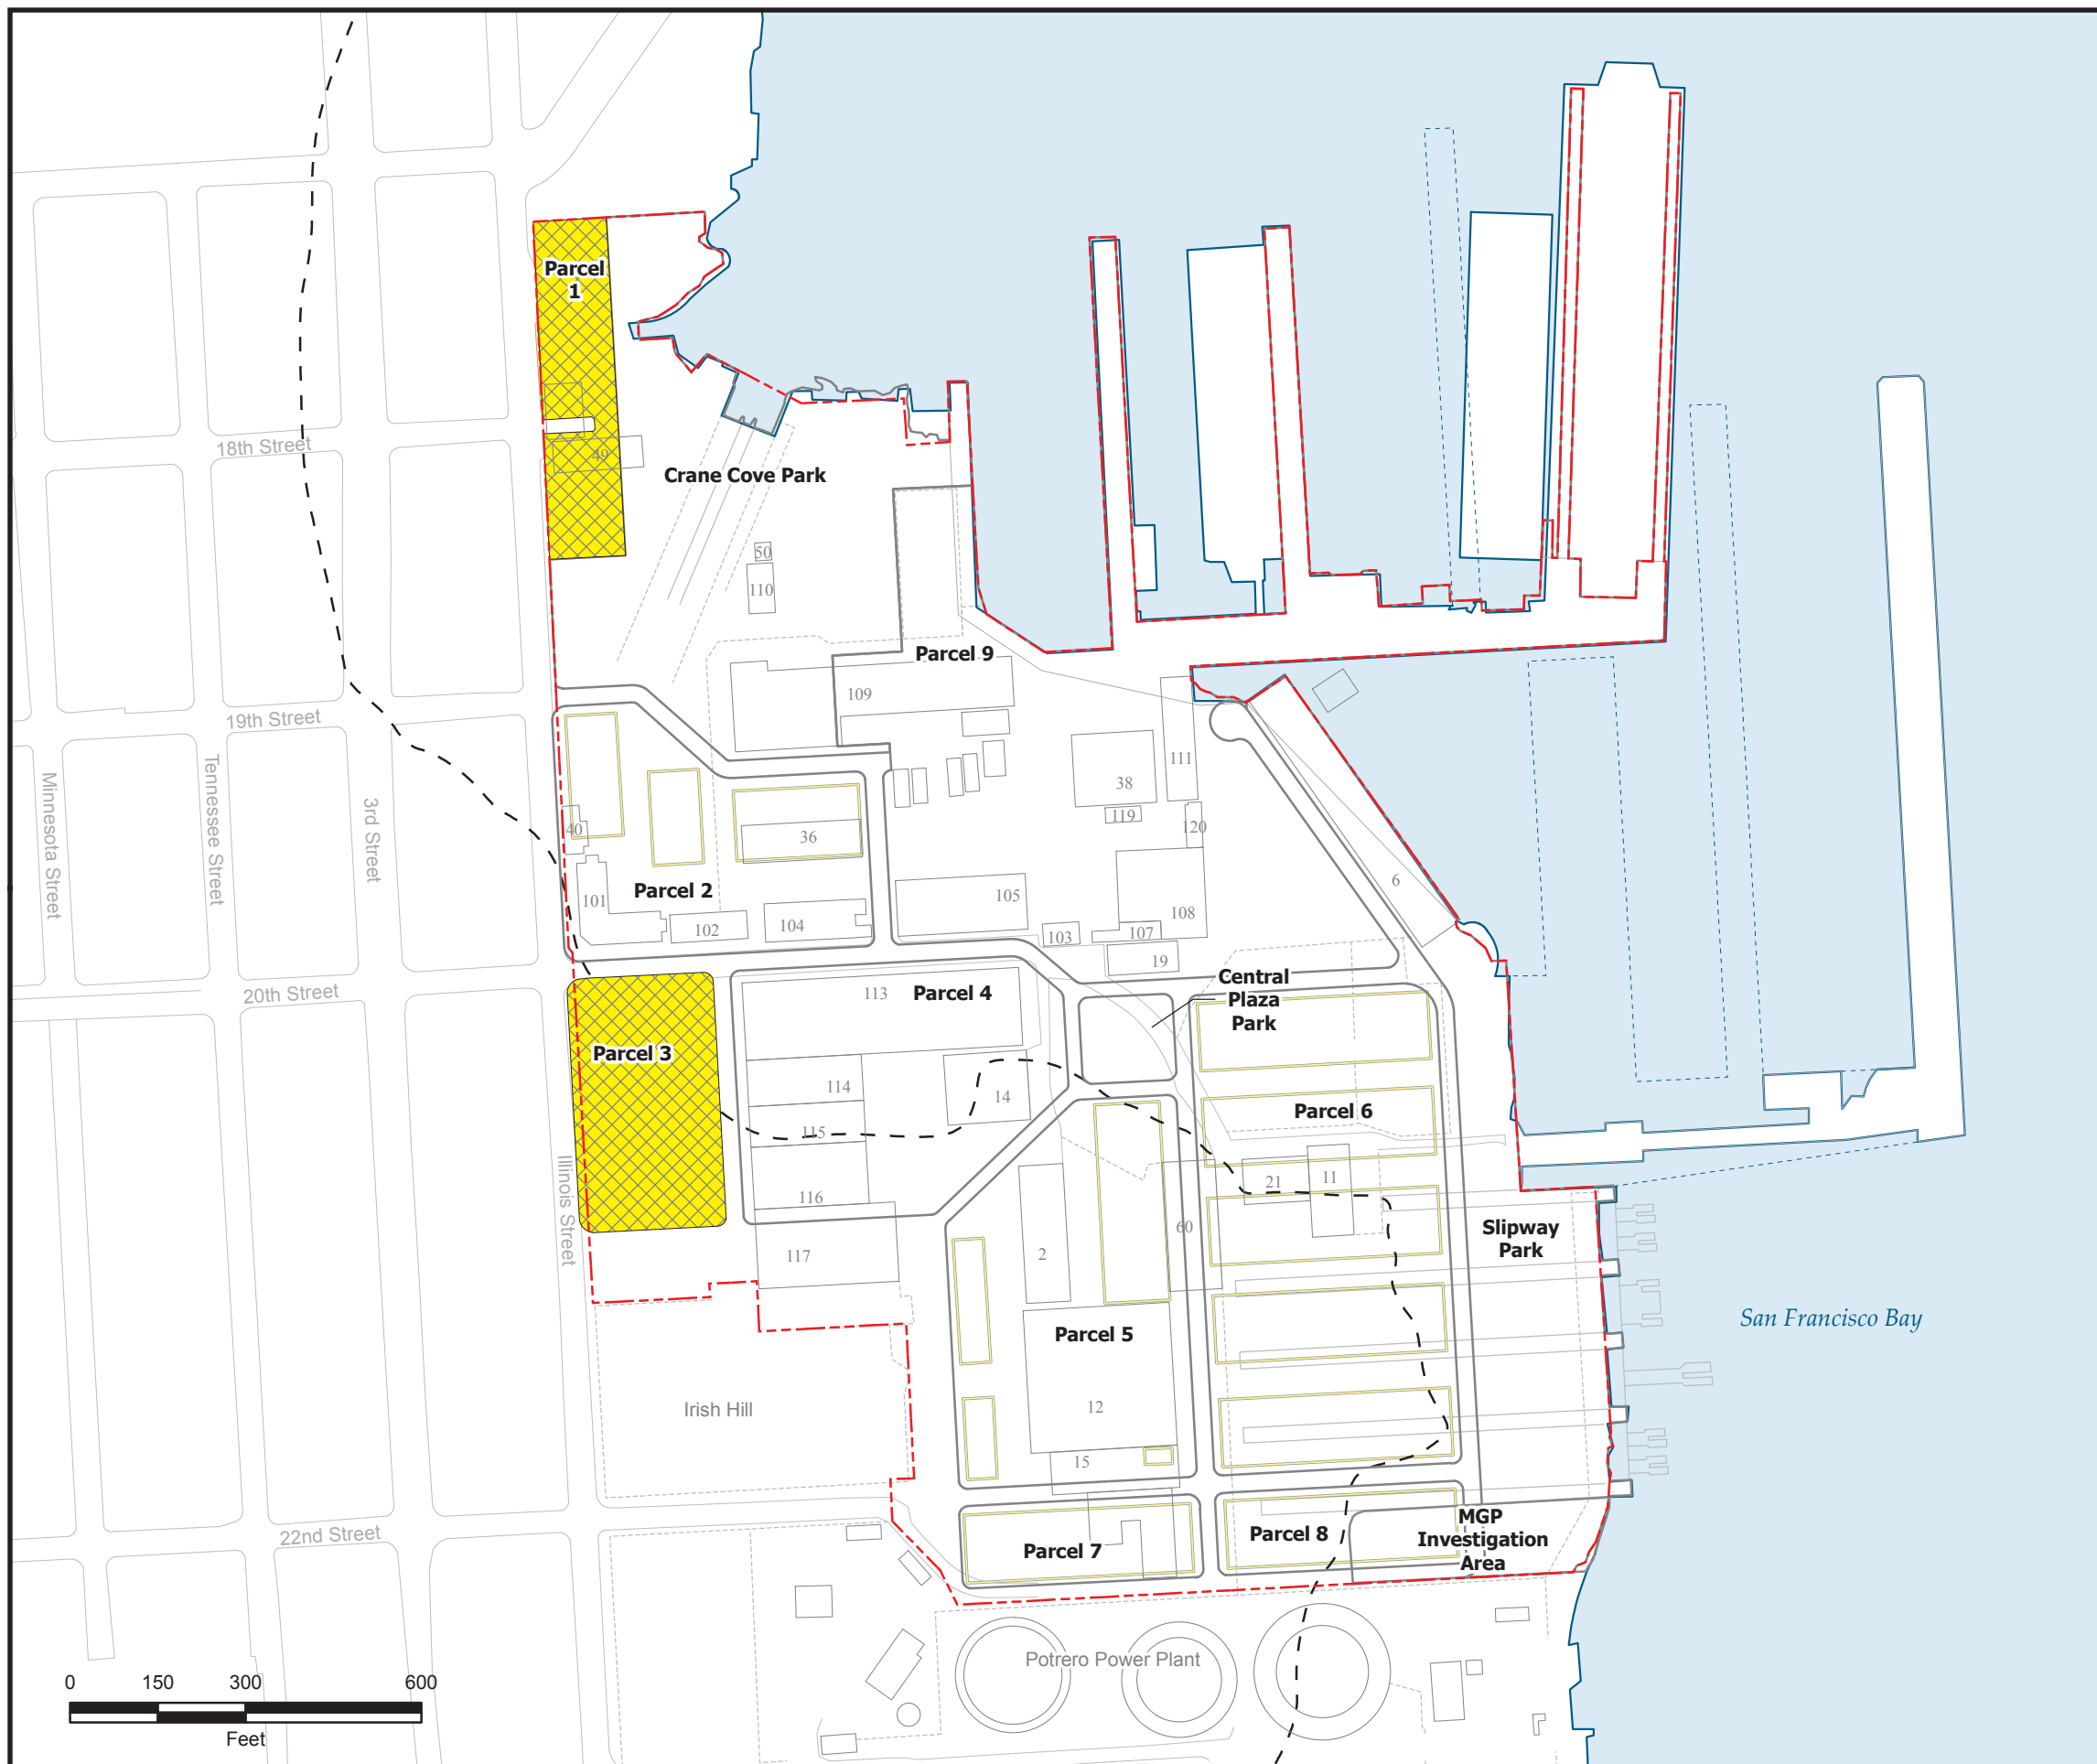 Parcel
1
18th Street
49
Crane Cove Park
50
110
Parcel 9
109
19th Street
Minnesota Street
Tennessee Street
3rd Street
40
36
38
111
119
120
6
101
Parcel 2
102
104
105
103
107
108
19
20th Street
113
Parcel 4
Central
Plaza
Park
Parcel 3
114
115
116
14
Parcel 6
21
11
60
2
117
Illinois Street
Slipway
Park
San Francisco Bay
Parcel 5
12
15
Irish Hill
22nd Street
Parcel 7
Parcel 8
MGP
Investigation
Area
Potrero Power Plant
0 150 300 600
Feet